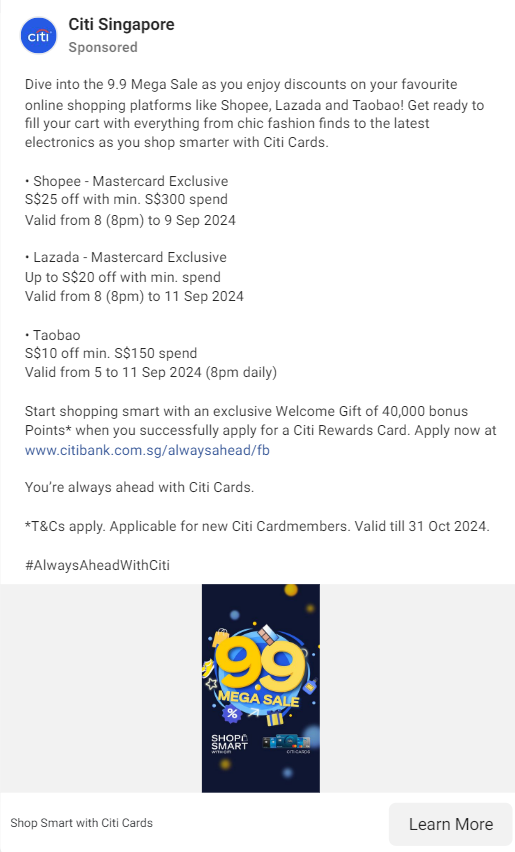 citi
Citi Singapore
Sponsored
Dive into the 9.9 Mega Sale as you enjoy discounts on your favourite
online shopping platforms like Shopee, Lazada and Taobao! Get ready to
fill your cart with everything from chic fashion finds to the latest
electronics as you shop smarter with Citi Cards.
• Shopee - Mastercard Exclusive
S$25 off with min. S$300 spend
Valid from 8 (8pm) to 9 Sep 2024
• Lazada - Mastercard Exclusive
Up to S$20 off with min. spend
Valid from 8 (8pm) to 11 Sep 2024
• Taobao
S$10 off min. S$150 spend
Valid from 5 to 11 Sep 2024 (8pm daily)
Start shopping smart with an exclusive Welcome Gift of 40,000 bonus
Points* when you successfully apply for a Citi Rewards Card. Apply now at
www.citibank.com.sg/alwaysahead/fb
You’re always ahead with Citi Cards.
*T&Cs apply. Applicable for new Citi Cardmembers. Valid till 31 Oct 2024.
#AlwaysAheadWithCiti
9.9
MEGA SALE
%
SHOP
SMART
WITH CITI
CITI CARDS
Shop Smart with Citi Cards
Learn More